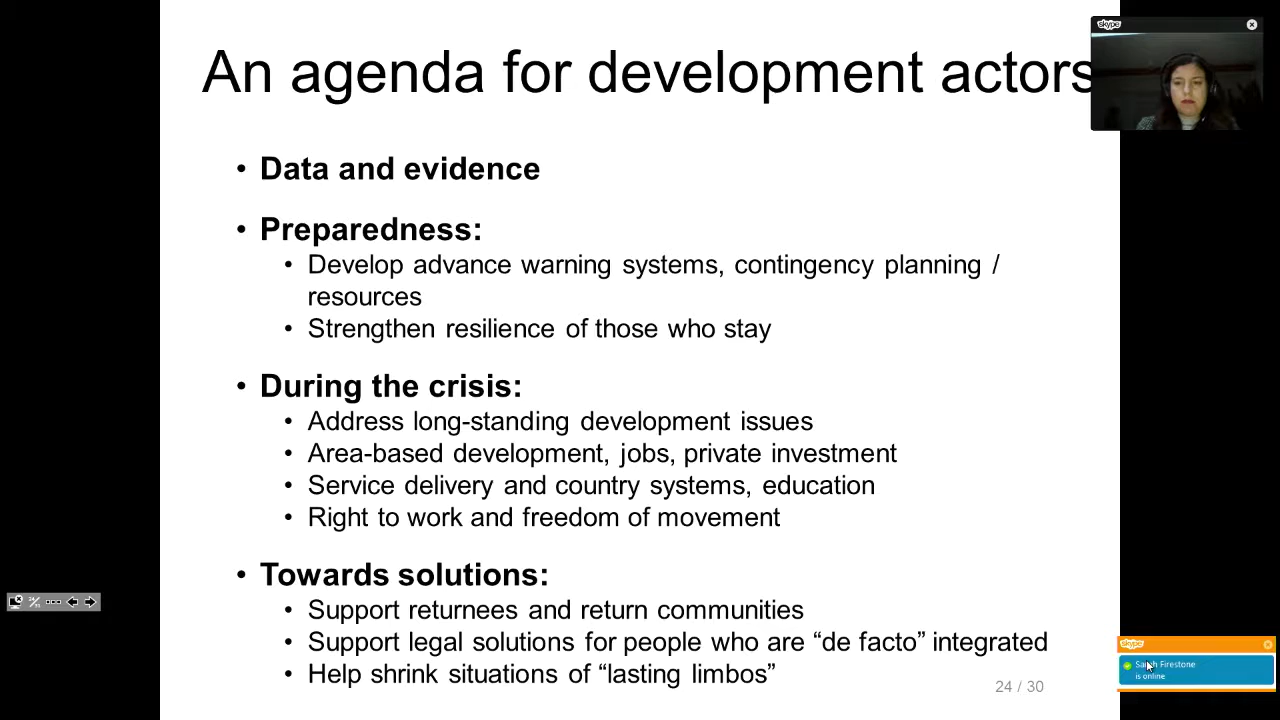 An agenda for development actors
skype
• Data and evidence
• Preparedness:
• Develop advance warning systems, contingency planning /
resources
• Strengthen resilience of those who stay
• During the crisis:
• Address long-standing development issues
• Area-based development, jobs, private investment
• Service delivery and country systems, education
• Right to work and freedom of movement
• Towards solutions:
• Support returnees and return communities
• Support legal solutions for people who are “de facto” integrated
• Help shrink situations of “lasting limbos”
24 / 30
skype
Sarah Firestone
is online